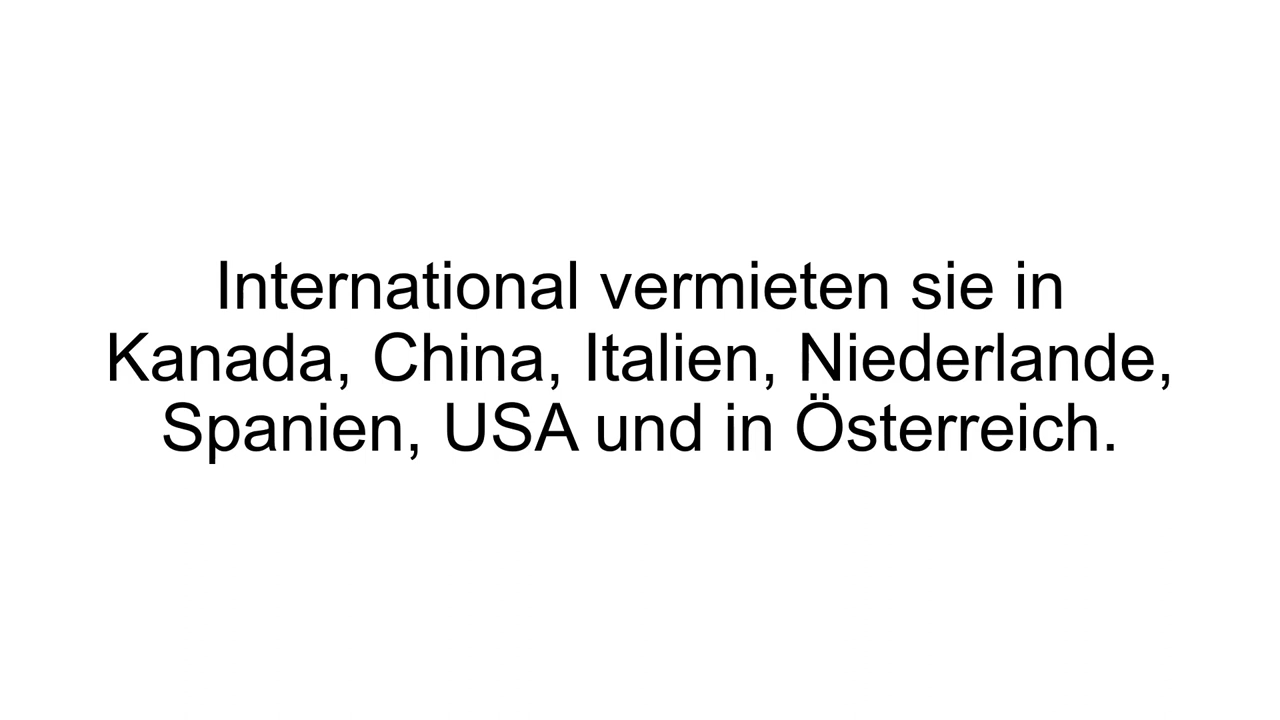 International vermieten sie in
Kanada, China, Italien, Niederlande,
Spanien, USA und in Österreich.